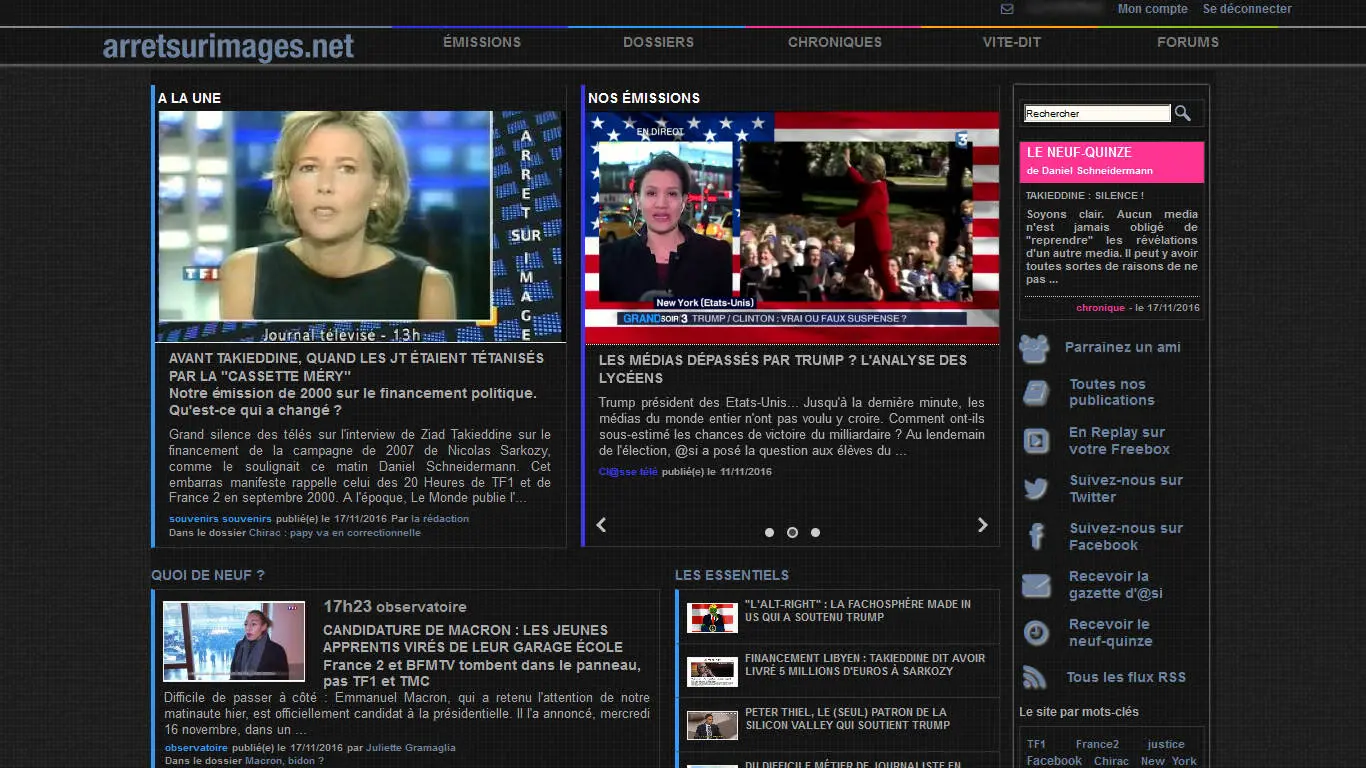 Mon compte
Se déconnecter
arretsurimages.net
ÉMISSIONS
DOSSIERS
CHRONIQUES
VITE-DIT
FORUMS
A LA UNE
ARRET
SUR
IMAGE
TF1
Journal télévisé - 13h
AVANT TAKIEDDINE, QUAND LES JT ÉTAIENT TÉTANISÉS
PAR LA "CASSETTE MÉRY"
Notre émission de 2000 sur le financement politique.
Qu'est-ce qui a changé ?
Grand silence des télés sur l'interview de Ziad Takieddine sur le
financement de la campagne de 2007 de Nicolas Sarkozy,
comme le soulignait ce matin Daniel Schneidermann. Cet
embarras manifeste rappelle celui des 20 Heures de TF1 et de
France 2 en septembre 2000. A l'époque, Le Monde publie l'...
souvenirs souvenirs publié(e) le 17/11/2016 Par la rédaction
Dans le dossier Chirac : papy va en correctionnelle
NOS ÉMISSIONS
EN DIRECT
3
New York (Etats-Unis)
GRAND SOIR 3 TRUMP / CLINTON : VRAI OU FAUX SUSPENSE ?
LES MÉDIAS DÉPASSÉS PAR TRUMP ? L'ANALYSE DES
LYCÉENS
Trump président des Etats-Unis... Jusqu'à la dernière minute, les
médias du monde entier n'ont pas voulu y croire. Comment ont-ils
sous-estimé les chances de victoire du milliardaire ? Au lendemain
de l'élection, @si a posé la question aux élèves du ...
Cl@sse télé publié(e) le 11/11/2016
Rechercher
LE NEUF-QUINZE
de Daniel Schneidermann
TAKIEDDINE : SILENCE !
Soyons clair. Aucun media
n'est jamais obligé de
"reprendre" les révélations
d'un autre media. Il peut y avoir
toutes sortes de raisons de ne
pas ...
chronique - le 17/11/2016
Parrainez un ami
Toutes nos
publications
En Replay sur
votre Freebox
Suivez-nous sur
Twitter
Suivez-nous sur
Facebook
Recevoir la
gazette d'@si
Recevoir le
neuf-quinze
Tous les flux RSS
Le site par mots-clés
TF1 France2 justice
Facebook Chirac New York
QUOI DE NEUF ?
17h23 observatoire
CANDIDATURE DE MACRON : LES JEUNES
APPRENTIS VIRÉS DE LEUR GARAGE ÉCOLE
France 2 et BFMTV tombent dans le panneau,
pas TF1 et TMC
Difficile de passer à côté : Emmanuel Macron, qui a retenu l'attention de notre
matinaute hier, est officiellement candidat à la présidentielle. Il l'a annoncé, mercredi
16 novembre, dans un ...
observatoire publié(e) le 17/11/2016 par Juliette Gramaglia
Dans le dossier Macron, bidon ?
LES ESSENTIELS
"L'ALT-RIGHT" : LA FACHOSPHÈRE MADE IN
US QUI A SOUTENU TRUMP
FINANCEMENT LIBYEN : TAKIEDDINE DIT AVOIR
LIVRÉ 5 MILLIONS D'EUROS À SARKOZY
PETER THIEL, LE (SEUL) PATRON DE LA
SILICON VALLEY QUI SOUTIENT TRUMP
DU DIFFICILE MÉTIER DE JOURNALISTE EN